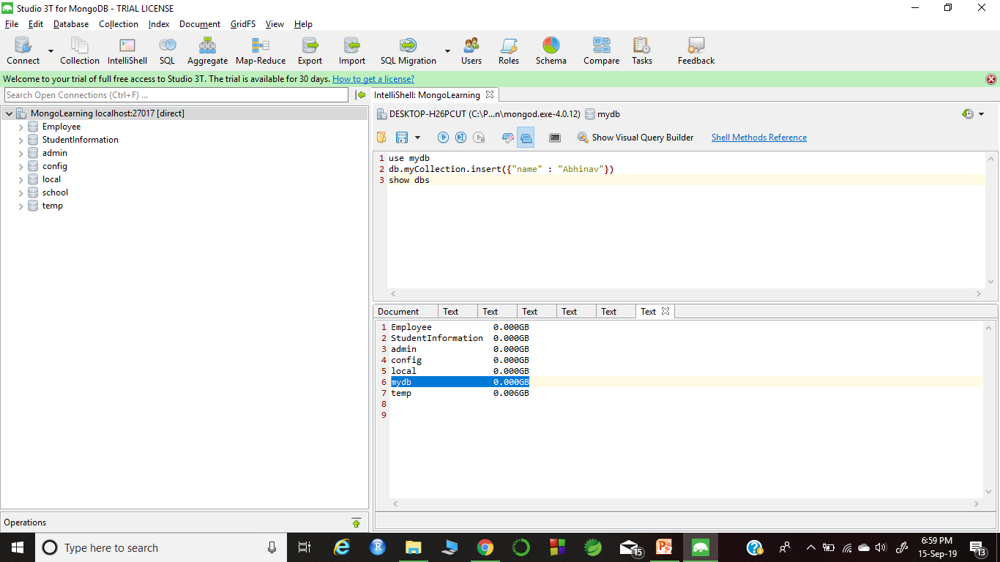 Studio 3T for MongoDB - TRIAL LICENSE
File Edit Database Collection Index Document GridFS View Help
Connect Collection IntelliShell SQL Aggregate Map-Reduce Export Import SQL Migration Users Roles Schema Compare Tasks Feedback
Welcome to your trial of full free access to Studio 3T. The trial is available for 30 days. How to get a license?
Search Open Connections (Ctrl+F) ...
MongoLearning localhost:27017 [direct]
Employee
StudentInformation
admin
config
local
school
temp
Operations
IntelliShell: MongoLearning
DESKTOP-H26PCUT (C:\P...n\mongod.exe-4.0.12) mydb
Show Visual Query Builder Shell Methods Reference
1 use mydb
2 db.myCollection.insert({"name" : "Abhinav"})
3 show dbs
Document Text Text Text Text Text Text
1 Employee 0.000GB
2 StudentInformation 0.000GB
3 admin 0.000GB
4 config 0.000GB
5 local 0.000GB
6 mydb 0.000GB
7 temp 0.006GB
8
9
Type here to search
15
6:59 PM
15-Sep-19
13